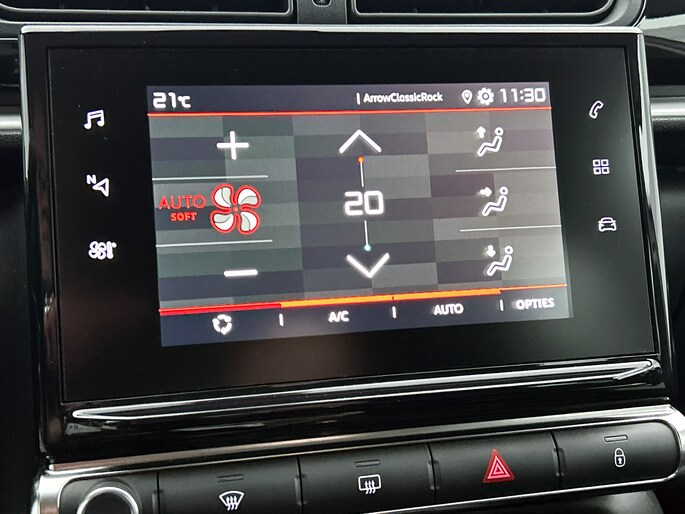 21°C | ArrowClassicRock 11:30
N
AUTO
SOFT
20
A/C | AUTO | OPTIES